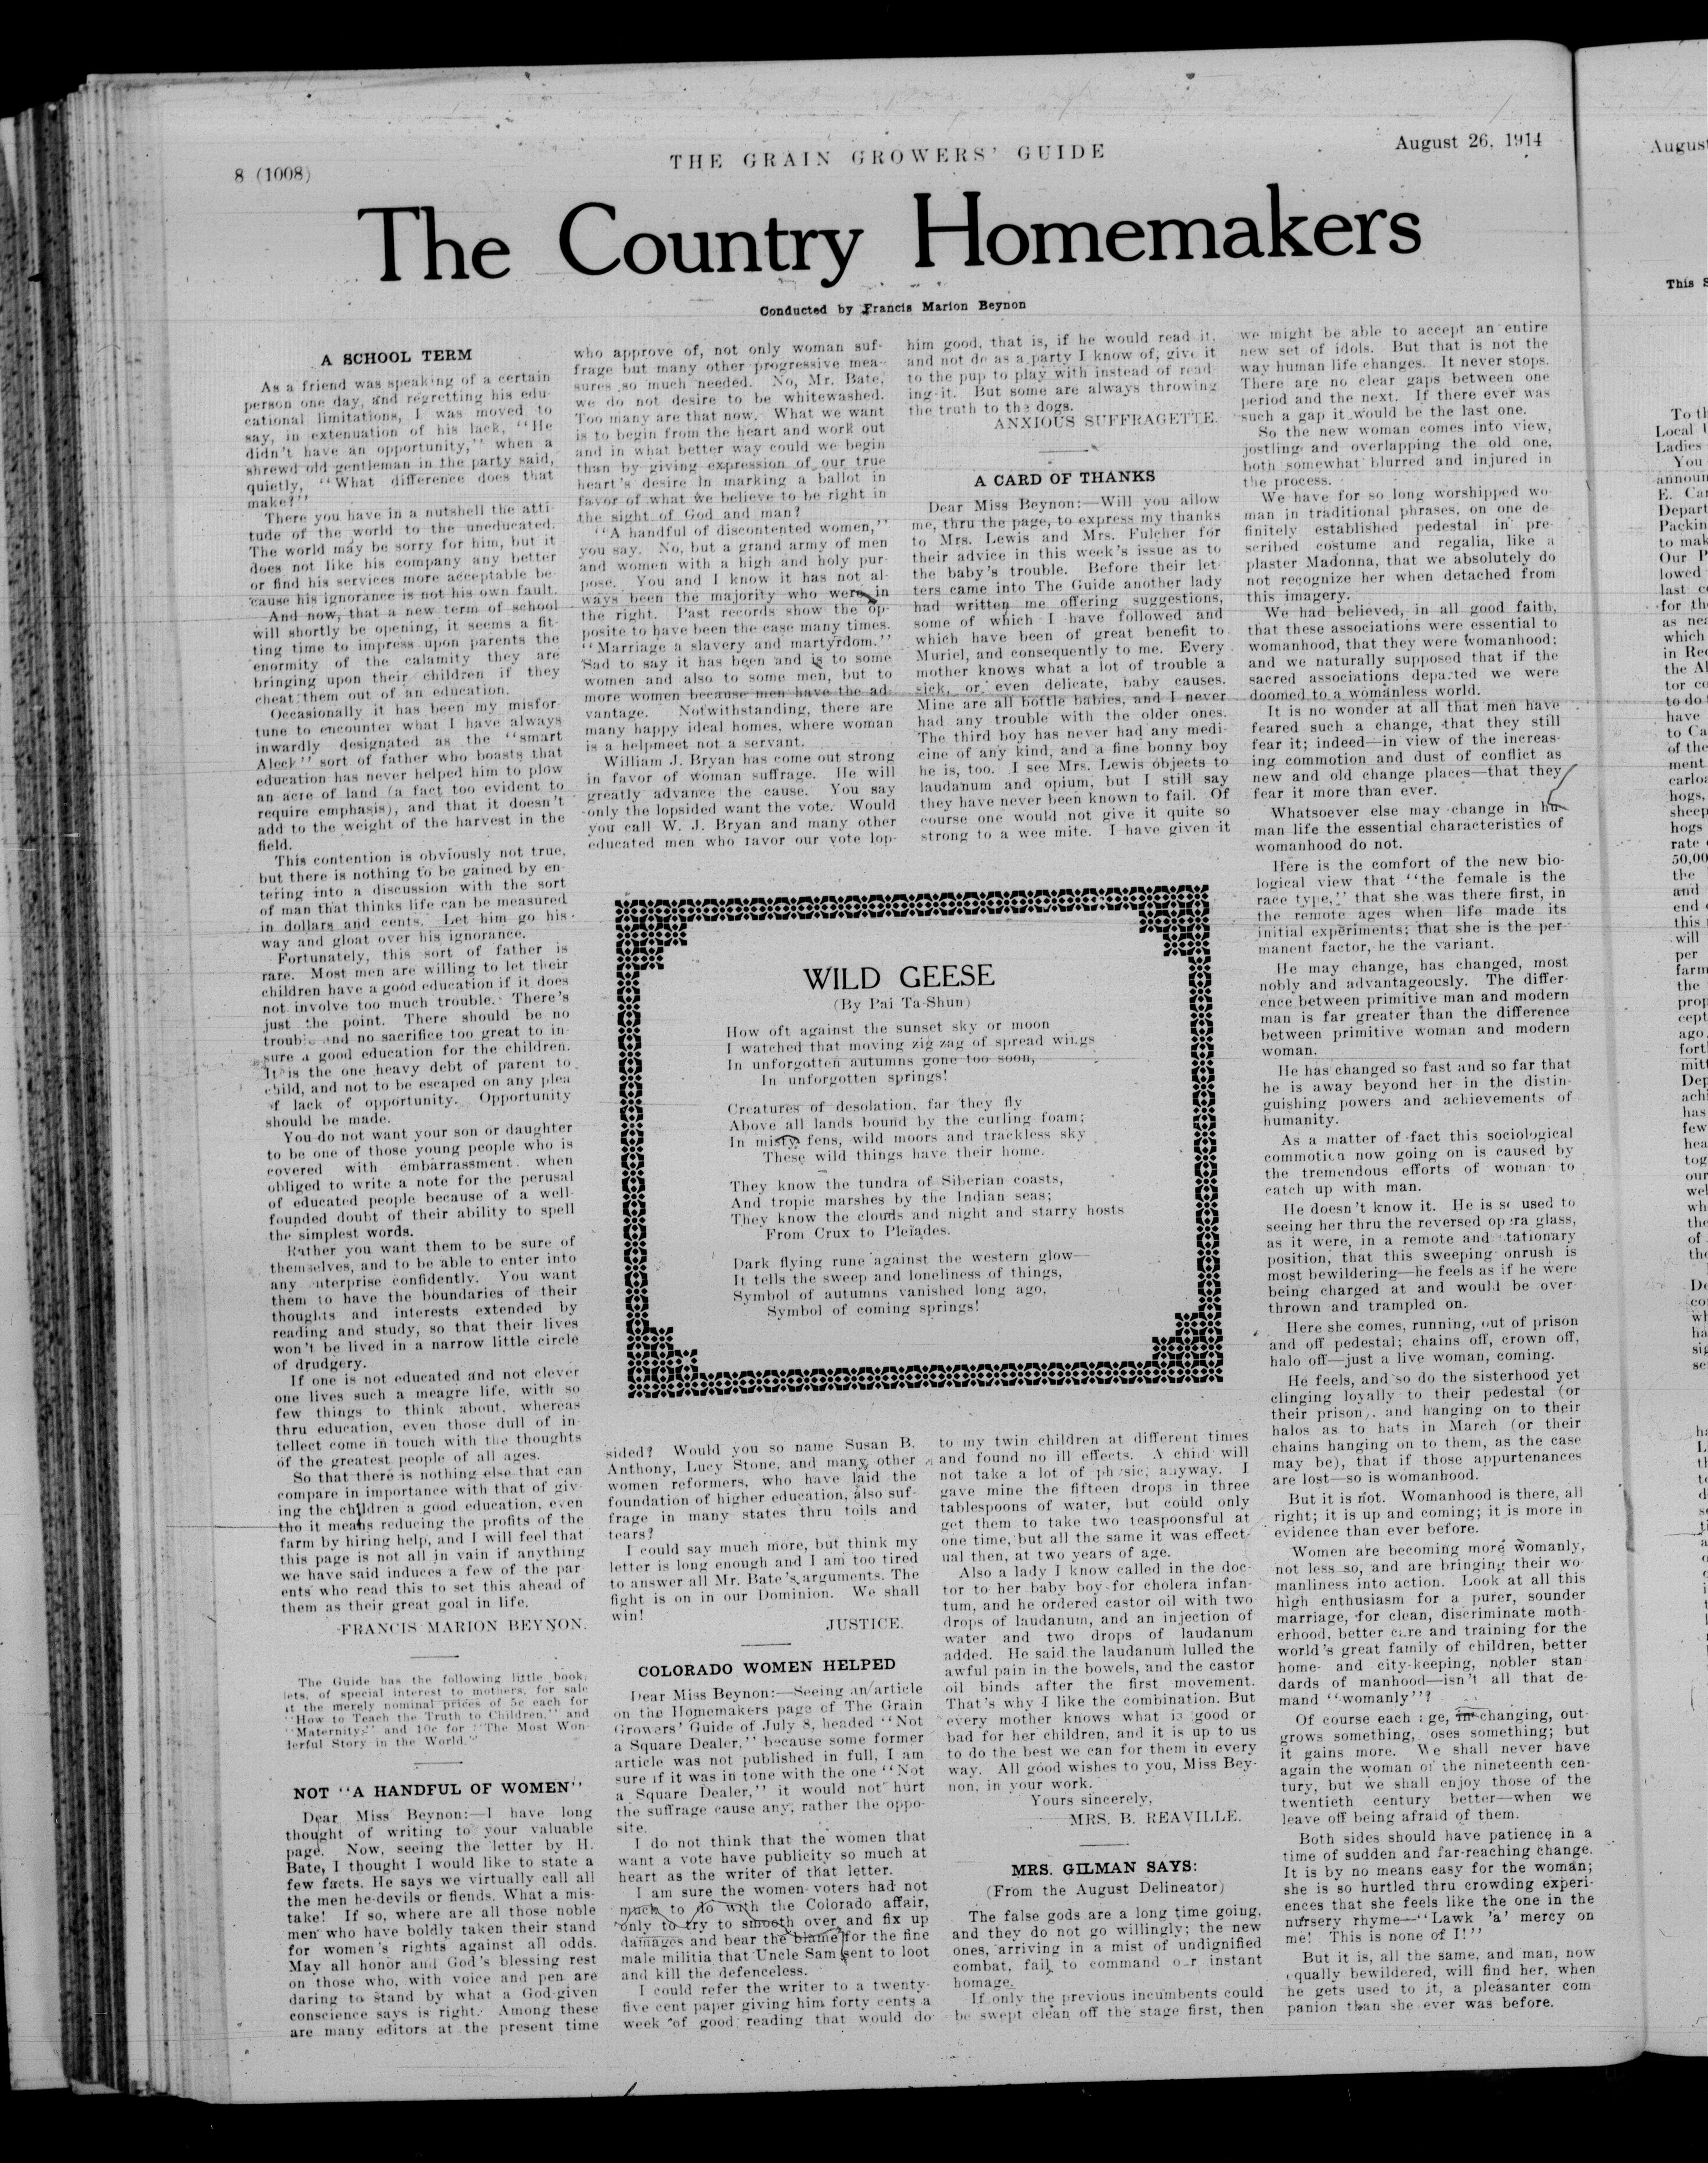 8 (1008)
THE GRAIN GROWERS' GUIDE
August 26, 1914
The Country Homemakers
Conducted by Francis Marion Beynon
A SCHOOL TERM
As a friend was speaking of a certain
person one day, and regretting his edu-
cational limitations, I was moved to
say, in extenuation of his lack, "He
didn't have an opportunity," when a
shrewd old gentleman in the party said,
quietly, "What difference does that
make?"
There you have in a nutshell the atti-
tude of the world to the uneducated.
The world may be sorry for him, but it
does not like his company any better
or find his services more acceptable be-
cause his ignorance is not his own fault.
And now, that a new term of school
will shortly be opening, it seems a fit-
ting time to impress upon parents the
enormity of the calamity they are
bringing upon their children if they
cheat them out of an education.
Occasionally it has been my misfor-
tune to encounter what I have always
inwardly designated as the "smart
Aleck" sort of father who boasts that
education has never helped him to plow
an acre of land (a fact too evident to
require emphasis), and that it doesn't
add to the weight of the harvest in the
field.
This contention is obviously not true,
but there is nothing to be gained by en-
tering into a discussion with the sort
of man that thinks life can be measured
in dollars and cents. Let him go his
way and gloat over his ignorance.
Fortunately, this sort of father is
rare. Most men are willing to let their
children have a good education if it does
not involve too much trouble. There's
just the point. There should be no
trouble and no sacrifice too great to in-
sure a good education for the children.
It is the one heavy debt of parent to
child, and not to be escaped on any plea
of lack of opportunity. Opportunity
should be made.
You do not want your son or daughter
to be one of those young people who is
covered with embarrassment when
obliged to write a note for the perusal
of educated people because of a well-
founded doubt of their ability to spell
the simplest words.
Rather you want them to be sure of
themselves, and to be able to enter into
any enterprise confidently. You want
them to have the boundaries of their
thoughts and interests extended by
reading and study, so that their lives
won't be lived in a narrow little circle
of drudgery.
If one is not educated and not clever
one lives such a meagre life, with so
few things to think about, whereas
thru education, even those dull of in-
tellect come in touch with the thoughts
of the greatest people of all ages.
So that there is nothing else that can
compare in importance with that of giv-
ing the children a good education, even
tho it means reducing the profits of the
farm by hiring help, and I will feel that
this page is not all in vain if anything
we have said induces a few of the par-
ents who read this to set this ahead of
them as their great goal in life.
FRANCIS MARION BEYNON.
The Guide has the following little book-
lets, of special interest to mothers, for sale
at the merely nominal prices of 5c each for
"How to Teach the Truth to Children," and
"Maternity," and 10c for "The Most Won-
derful Story in the World."
NOT "A HANDFUL OF WOMEN"
Dear Miss Beynon:—I have long
thought of writing to your valuable
page. Now, seeing the letter by H.
Bate, I thought I would like to state a
few facts. He says we virtually call all
the men he-devils or fiends. What a mis-
take! If so, where are all those noble
men who have boldly taken their stand
for women's rights against all odds.
May all honor and God's blessing rest
on those who, with voice and pen are
daring to stand by what a God-given
conscience says is right. Among these
are many editors at the present time
who approve of, not only woman suf-
frage but many other progressive mea-
sures so much needed. No, Mr. Bate,
we do not desire to be whitewashed.
Too many are that now. What we want
is to begin from the heart and work out
and in what better way could we begin
than by giving expression of our true
heart's desire in marking a ballot in
favor of what we believe to be right in
the sight of God and man?
"A handful of discontented women,"
you say. No, but a grand army of men
and women with a high and holy pur-
pose. You and I know it has not al-
ways been the majority who were in
the right. Past records show the op-
posite to have been the case many times.
"Marriage a slavery and martyrdom."
Sad to say it has been and is to some
women and also to some men, but to
more women because men have the ad-
vantage. Notwithstanding, there are
many happy ideal homes, where woman
is a helpmeet not a servant.
William J. Bryan has come out strong
in favor of woman suffrage. He will
greatly advance the cause. You say
only the lopsided want the vote. Would
you call W. J. Bryan and many other
educated men who favor our vote lop-
sided? Would you so name Susan B.
Anthony, Lucy Stone, and many other
women reformers, who have laid the
foundation of higher education, also suf-
frage in many states thru toils and
tears?
I could say much more, but think my
letter is long enough and I am too tired
to answer all Mr. Bate's arguments. The
fight is on in our Dominion. We shall
win!
JUSTICE.
COLORADO WOMEN HELPED
Dear Miss Beynon:—Seeing an article
on the Homemakers page of The Grain
Growers' Guide of July 8, headed "Not
a Square Dealer," because some former
article was not published in full, I am
sure if it was in tone with the one "Not
a Square Dealer," it would not hurt
the suffrage cause any, rather the oppo-
site.
I do not think that the women that
want a vote have publicity so much at
heart as the writer of that letter.
I am sure the women voters had not
much to do with the Colorado affair,
only to try to smooth over and fix up
damages and bear the blame for the fine
male militia that Uncle Sam sent to loot
and kill the defenceless.
I could refer the writer to a twenty-
five cent paper giving him forty cents a
week of good reading that would do
him good, that is, if he would read it,
and not do as a party I know of, give it
to the pup to play with instead of read-
ing it. But some are always throwing
the truth to the dogs.
ANXIOUS SUFFRAGETTE.
A CARD OF THANKS
Dear Miss Beynon:—Will you allow
me, thru the page, to express my thanks
to Mrs. Lewis and Mrs. Fulcher for
their advice in this week's issue as to
the baby's trouble. Before their let-
ters came into The Guide another lady
had written me offering suggestions,
some of which I have followed and
which have been of great benefit to
Muriel, and consequently to me. Every
mother knows what a lot of trouble a
sick, or even delicate, baby causes.
Mine are all bottle babies, and I never
had any trouble with the older ones.
The third boy has never had any medi-
cine of any kind, and a fine bonny boy
he is, too. I see Mrs. Lewis objects to
laudanum and opium, but I still say
they have never been known to fail. Of
course one would not give it quite so
strong to a wee mite. I have given it
to my twin children at different times
and found no ill effects. A child will
not take a lot of physic, anyway. I
gave mine the fifteen drops in three
tablespoons of water, but could only
get them to take two teaspoonsful at
one time, but all the same it was effect-
ual then, at two years of age.
Also a lady I know called in the doc-
tor to her baby boy for cholera infan-
tum, and he ordered castor oil with two
drops of laudanum, and an injection of
water and two drops of laudanum
added. He said the laudanum lulled the
awful pain in the bowels, and the castor
oil binds after the first movement.
That's why I like the combination. But
every mother knows what is good or
bad for her children, and it is up to us
to do the best we can for them in every
way. All good wishes to you, Miss Bey-
non, in your work.
Yours sincerely,
MRS. B. REAVILLE.
MRS. GILMAN SAYS:
(From the August Delineator)
The false gods are a long time going,
and they do not go willingly; the new
ones, arriving in a mist of undignified
combat, fail to command our instant
homage.
If only the previous incumbents could
be swept clean off the stage first, then
we might be able to accept an entire
new set of idols. But that is not the
way human life changes. It never stops.
There are no clear gaps between one
period and the next. If there ever was
such a gap it would be the last one.
So the new woman comes into view,
jostling and overlapping the old one,
both somewhat blurred and injured in
the process.
We have for so long worshipped wo-
man in traditional phrases, on one de-
finitely established pedestal in pre-
scribed costume and regalia, like a
plaster Madonna, that we absolutely do
not recognize her when detached from
this imagery.
We had believed, in all good faith,
that these associations were essential to
womanhood, that they were womanhood;
and we naturally supposed that if the
sacred associations departed we were
doomed to a womanless world.
It is no wonder at all that men have
feared such a change, that they still
fear it; indeed—in view of the increas-
ing commotion and dust of conflict as
new and old change places—that they
fear it more than ever.
Whatsoever else may change in hu-
man life the essential characteristics of
womanhood do not.
Here is the comfort of the new bio-
logical view that "the female is the
race type," that she was there first, in
the remote ages when life made its
initial experiments; that she is the per-
manent factor, he the variant.
He may change, has changed, most
nobly and advantageously. The differ-
ence between primitive man and modern
man is far greater than the difference
between primitive woman and modern
woman.
He has changed so fast and so far that
he is away beyond her in the distin-
guishing powers and achievements of
humanity.
As a matter of fact this sociological
commotion now going on is caused by
the tremendous efforts of woman to
catch up with man.
He doesn't know it. He is so used to
seeing her thru the reversed opera glass,
as it were, in a remote and stationary
position, that this sweeping onrush is
most bewildering—he feels as if he were
being charged at and would be over-
thrown and trampled on.
Here she comes, running, out of prison
and off pedestal; chains off, crown off,
halo off—just a live woman, coming.
He feels, and so do the sisterhood yet
clinging loyally to their pedestal (or
their prison), and hanging on to their
halos as to hats in March (or their
chains hanging on to them, as the case
may be), that if those appurtenances
are lost—so is womanhood.
But it is not. Womanhood is there, all
right; it is up and coming; it is more in
evidence than ever before.
Women are becoming more womanly,
not less so, and are bringing their wo-
manliness into action. Look at all this
high enthusiasm for a purer, sounder
marriage, for clean, discriminate moth-
erhood, better care and training for the
world's great family of children, better
home- and city-keeping, nobler stan-
dards of manhood—isn't all that de-
mand "womanly"?
Of course each age, in changing, out-
grows something, loses something; but
it gains more. We shall never have
again the woman of the nineteenth cen-
tury, but we shall enjoy those of the
twentieth century better—when we
leave off being afraid of them.
Both sides should have patience in a
time of sudden and far-reaching change.
It is by no means easy for the woman;
she is so hurtled thru crowding experi-
ences that she feels like the one in the
nursery rhyme—"Lawk 'a' mercy on
me! This is none of I!"
But it is, all the same, and man, now
equally bewildered, will find her, when
he gets used to it, a pleasanter com-
panion than she ever was before.
WILD GEESE
(By Pai Ta-Shun)
How oft against the sunset sky or moon
I watched that moving zig zag of spread wings
In unforgotten autumns gone too soon,
In unforgotten springs!
Creatures of desolation, far they fly
Above all lands bound by the curling foam;
In misty fens, wild moors and trackless sky
These wild things have their home.
They know the tundra of Siberian coasts,
And tropic marshes by the Indian seas;
They know the clouds and night and starry hosts
From Crux to Pleiades.
Dark flying rune against the western glow—
It tells the sweep and loneliness of things,
Symbol of autumns vanished long ago,
Symbol of coming springs!